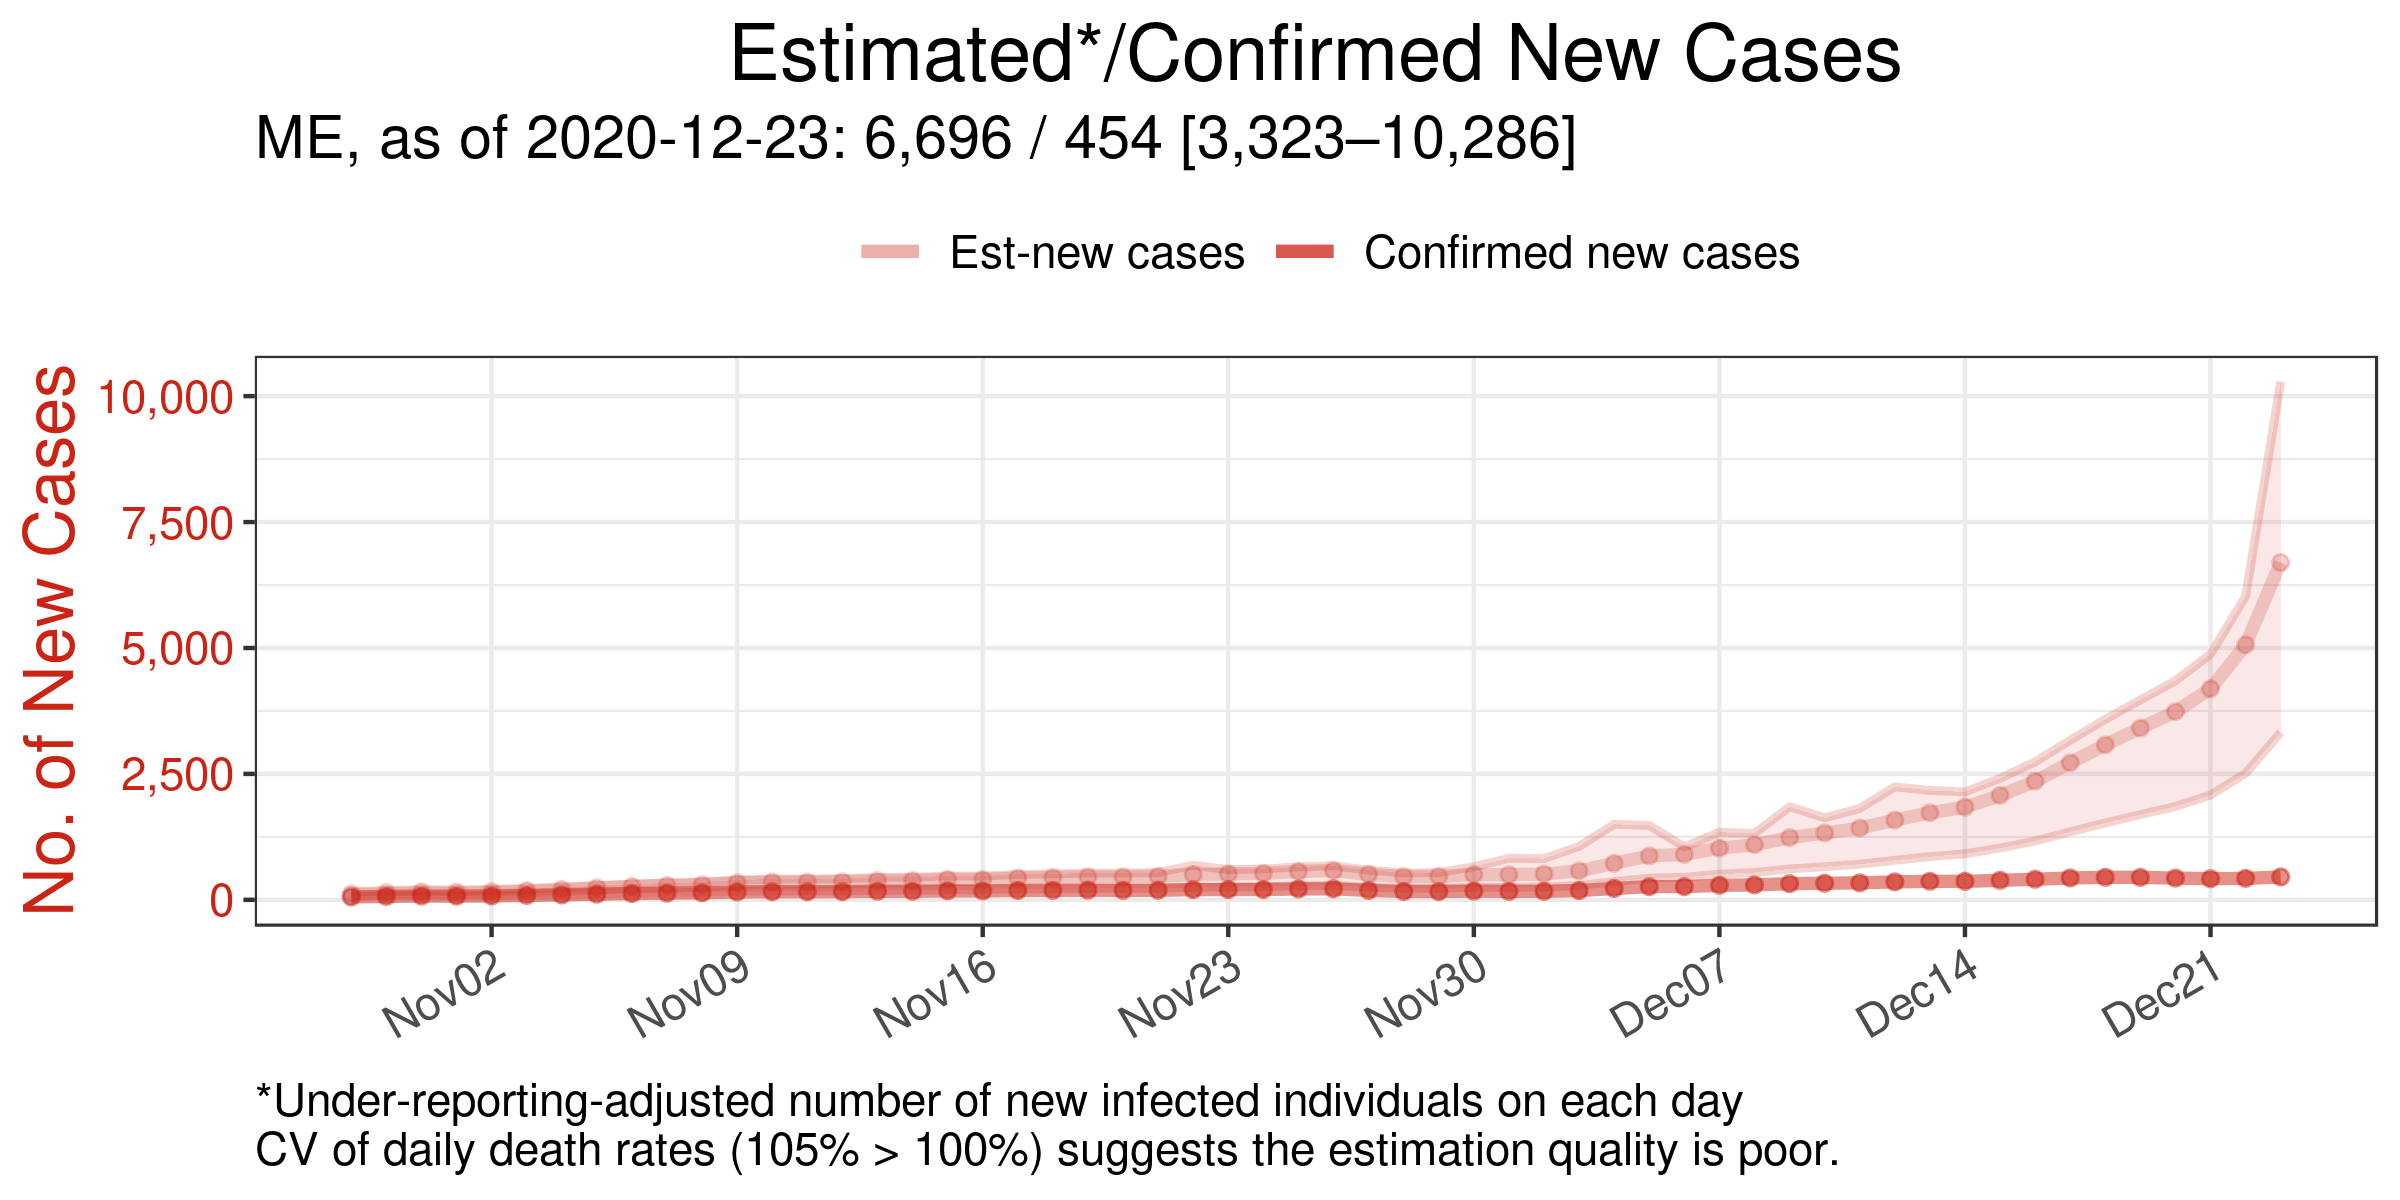 Estimated*/Confirmed New Cases
ME, as of 2020-12-23: 6,696 / 454 [3,323–10,286]
Est-new cases
Confirmed new cases
No. of New Cases
10,000
7,500
5,000
2,500
0
Nov02
Nov09
Nov16
Nov23
Nov30
Dec07
Dec14
Dec21
*Under-reporting-adjusted number of new infected individuals on each day
CV of daily death rates (105% > 100%) suggests the estimation quality is poor.